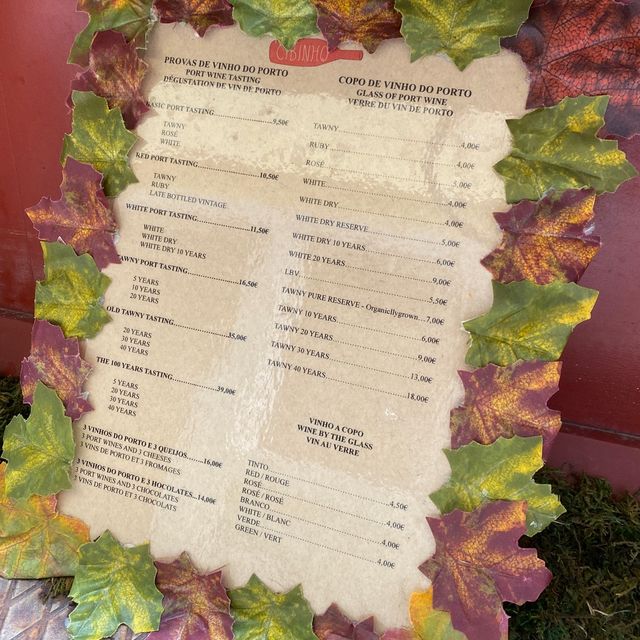 CIBINHO
PROVAS DE VINHO DO PORTO
PORT WINE TASTING
DÉGUSTATION DE VIN DE PORTO
BASIC PORT TASTING...9,50€
TAWNY
ROSÉ
WHITE
RED PORT TASTING...10,50€
TAWNY
RUBY
LATE BOTTLED VINTAGE
WHITE PORT TASTING...11,50€
WHITE
WHITE DRY
WHITE DRY 10 YEARS
TAWNY PORT TASTING...16,50€
5 YEARS
10 YEARS
20 YEARS
OLD TAWNY TASTING...35,00€
20 YEARS
30 YEARS
40 YEARS
THE 100 YEARS TASTING...39,00€
5 YEARS
20 YEARS
30 YEARS
40 YEARS
3 VINHOS DO PORTO E 3 QUEIJOS...16,00€
3 PORT WINES AND 3 CHEESES
3 VINS DE PORTO ET 3 FROMAGES
3 VINHOS DO PORTO E 3 HOCOLATES...14,00€
3 PORT WINES AND 3 CHOCOLATES
3 VINS DE PORTO ET 3 CHOCOLATS
COPO DE VINHO DO PORTO
GLASS OF PORT WINE
VERRE DU VIN DE PORTO
TAWNY...4,00€
RUBY...4,00€
ROSÉ...5,00€
WHITE...4,00€
WHITE DRY...4,00€
WHITE DRY RESERVE...5,00€
WHITE DRY 10 YEARS...6,00€
WHITE 20 YEARS...9,00€
LBV...5,50€
TAWNY PURE RESERVE - Organicllygrown...7,00€
TAWNY 10 YEARS...6,00€
TAWNY 20 YEARS...9,00€
TAWNY 30 YEARS...13,00€
TAWNY 40 YEARS...18,00€
VINHO A COPO
WINE BY THE GLASS
VIN AU VERRE
TINTO...4,50€
RED / ROUGE
ROSÉ...4,00€
ROSÉ / ROSÉ
BRANCO...4,00€
WHITE / BLANC
VERDE...4,00€
GREEN / VERT